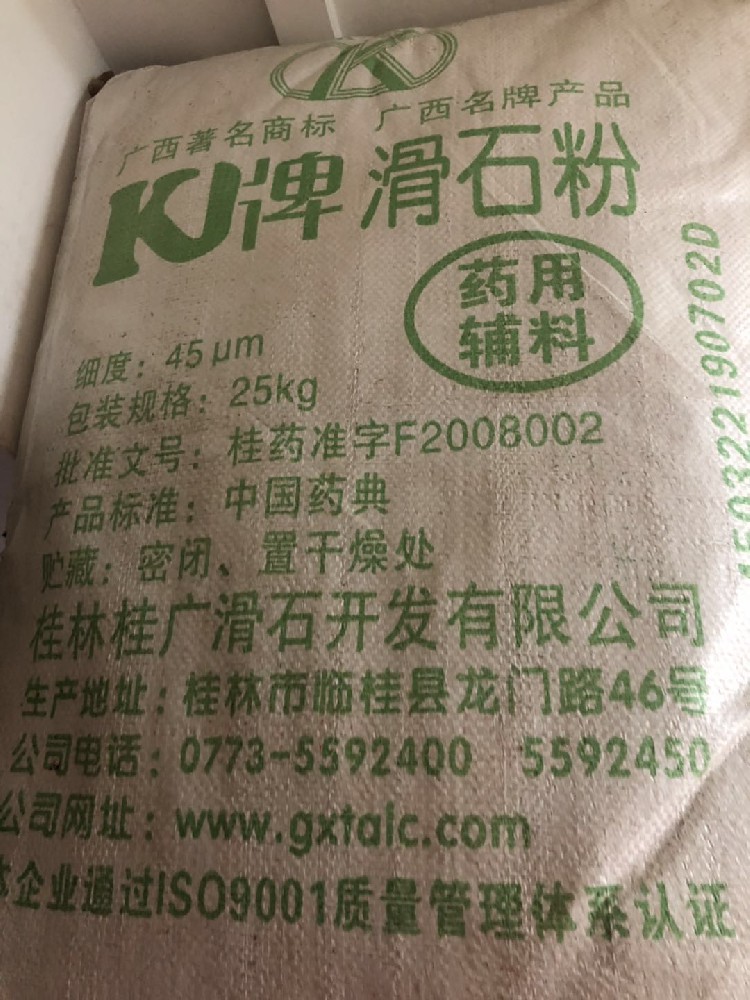 广西著名商标 广西名牌产品
KJ牌 滑石粉
药用
辅料
细度：45μm
包装规格：25kg
批准文号：桂药准字F2008002
产品标准：中国药典
贮藏：密闭、置干燥处
桂林桂广滑石开发有限公司
生产地址：桂林市临桂县龙门路46号
公司电话：0773-5592400 5592450
公司网址：www.gxtalc.com
本企业通过ISO9001质量管理体系认证